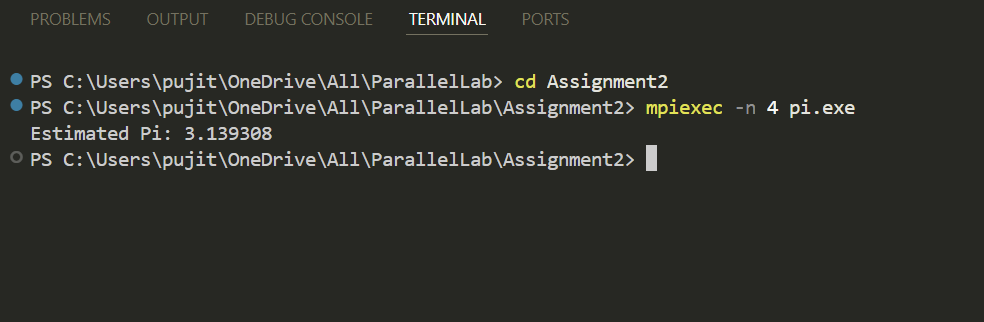 PROBLEMS OUTPUT DEBUG CONSOLE TERMINAL PORTS
PS C:\Users\pujit\OneDrive\All\ParallelLab> cd Assignment2
PS C:\Users\pujit\OneDrive\All\ParallelLab\Assignment2> mpiexec -n 4 pi.exe
Estimated Pi: 3.139308
PS C:\Users\pujit\OneDrive\All\ParallelLab\Assignment2>